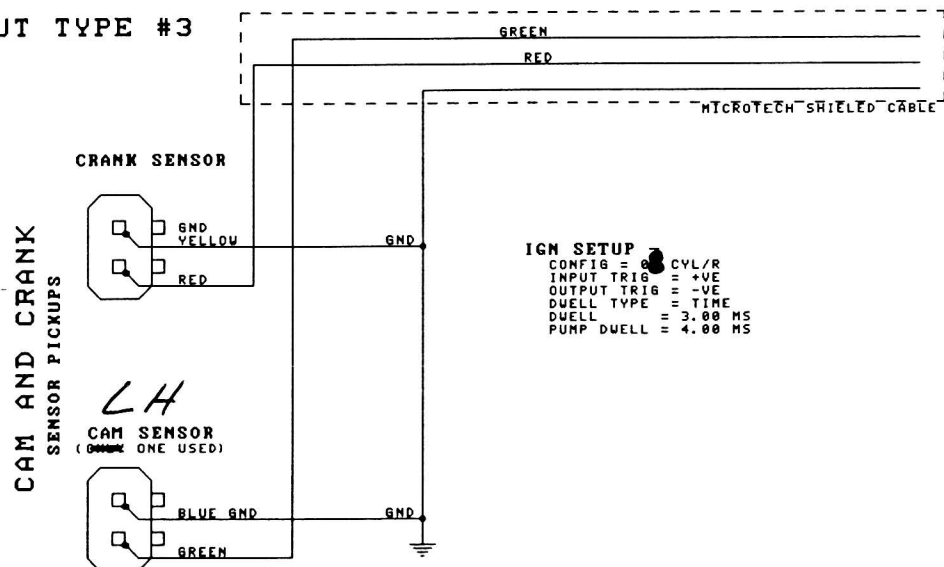 UT TYPE #3
GREEN
RED
MICROTECH SHIELDED CABLE
CRANK SENSOR
GND
YELLOW
GND
RED
CAM AND CRANK
SENSOR PICKUPS
IGN SETUP -
CONFIG = CYL/R
INPUT TRIG = +VE
OUTPUT TRIG = -VE
DWELL TYPE = TIME
DWELL = 3.00 MS
PUMP DWELL = 4.00 MS
LH
CAM SENSOR
( ONE USED)
BLUE GND
GND
GREEN